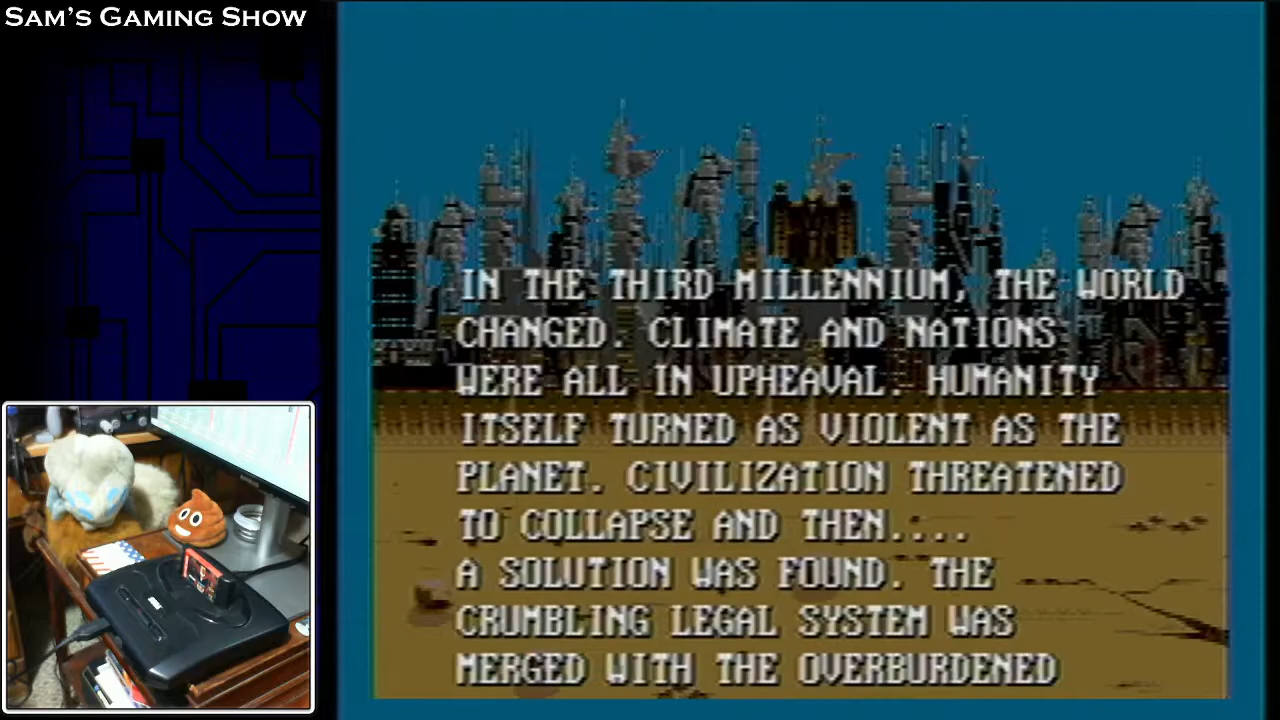 SAM'S GAMING SHOW
IN THE THIRD MILLENNIUM, THE WORLD
CHANGED. CLIMATE AND NATIONS
WERE ALL IN UPHEAVAL. HUMANITY
ITSELF TURNED AS VIOLENT AS THE
PLANET. CIVILIZATION THREATENED
TO COLLAPSE AND THEN....
A SOLUTION WAS FOUND. THE
CRUMBLING LEGAL SYSTEM WAS
MERGED WITH THE OVERBURDENED